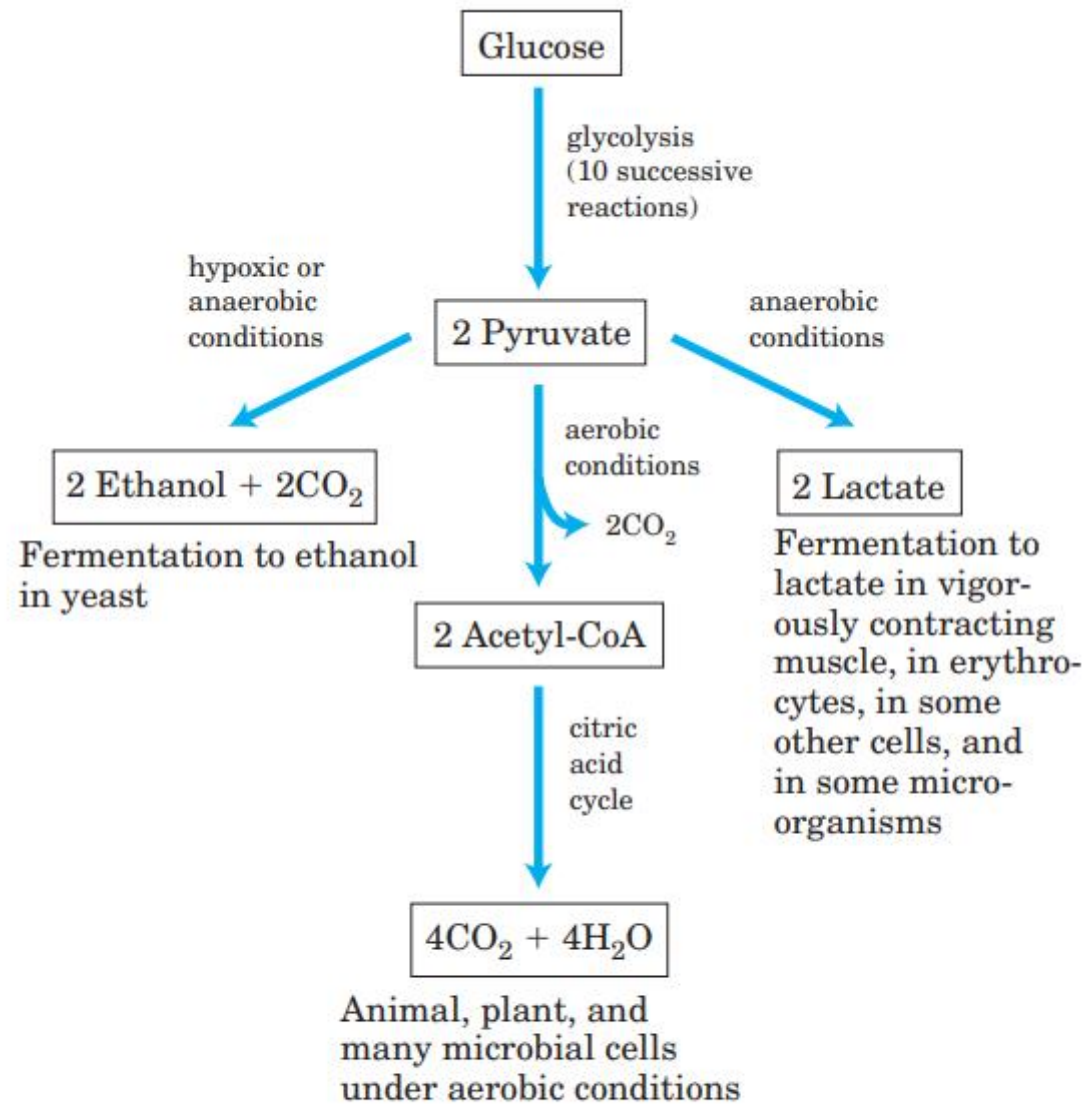 Glucose
glycolysis
(10 successive
reactions)
hypoxic or
anaerobic
conditions
2 Pyruvate
anaerobic
conditions
2 Ethanol + 2CO₂
Fermentation to ethanol
in yeast
aerobic
conditions
2CO₂
2 Lactate
Fermentation to
lactate in vigor-
ously contracting
muscle, in erythro-
cytes, in some
other cells, and
in some micro-
organisms
2 Acetyl-CoA
citric
acid
cycle
4CO₂ + 4H₂O
Animal, plant, and
many microbial cells
under aerobic conditions